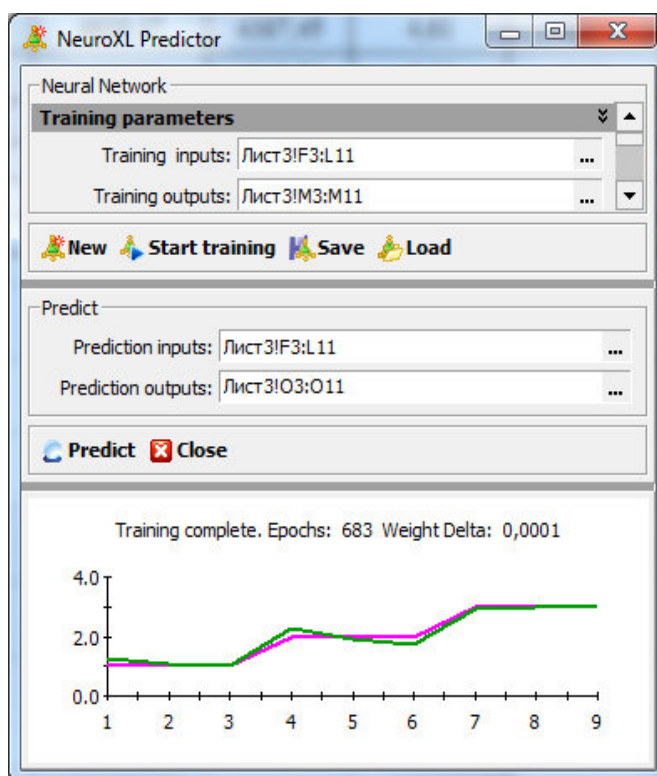 NeuroXL Predictor
Neural Network
Training parameters
Training inputs: Лист3!F3:L11 ...
Training outputs: Лист3!M3:M11 ...
New Start training Save Load
Predict
Prediction inputs: Лист3!F3:L11 ...
Prediction outputs: Лист3!O3:O11 ...
Predict Close
Training complete. Epochs: 683 Weight Delta: 0,0001
4.0
2.0
0.0
1 2 3 4 5 6 7 8 9